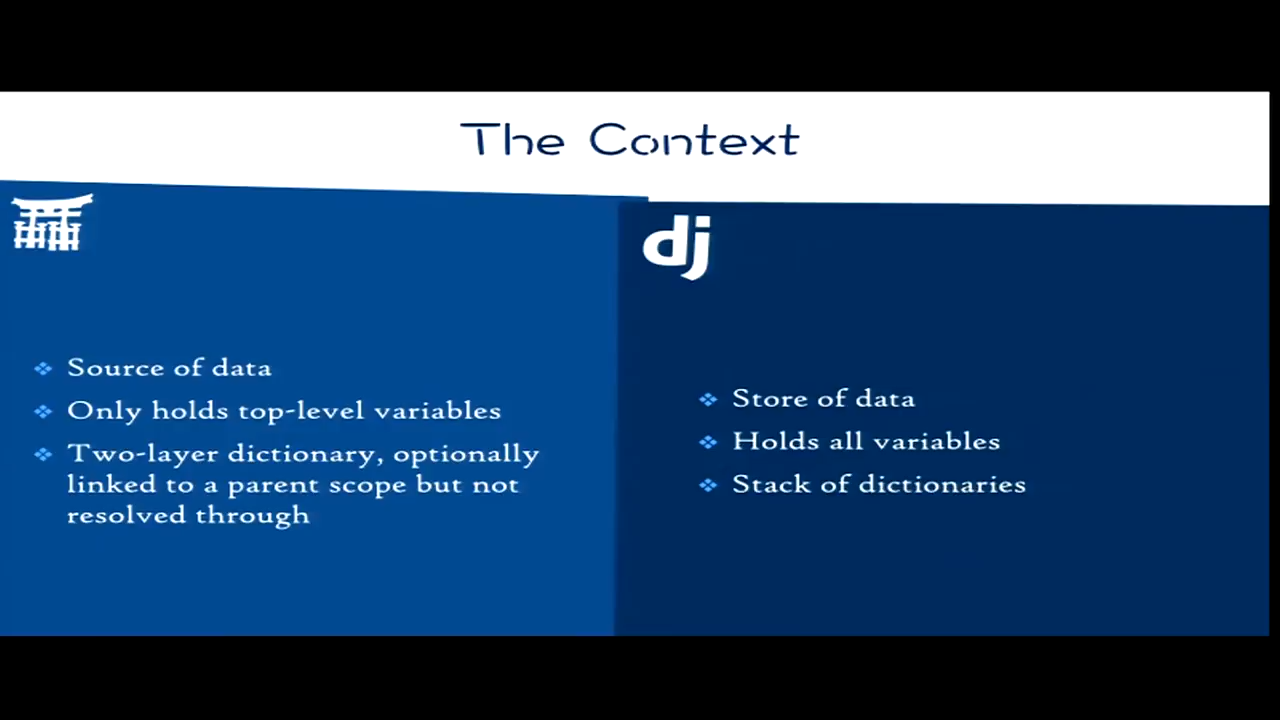 The Context
Source of data
Only holds top-level variables
Two-layer dictionary, optionally
linked to a parent scope but not
resolved through
dj
Store of data
Holds all variables
Stack of dictionaries